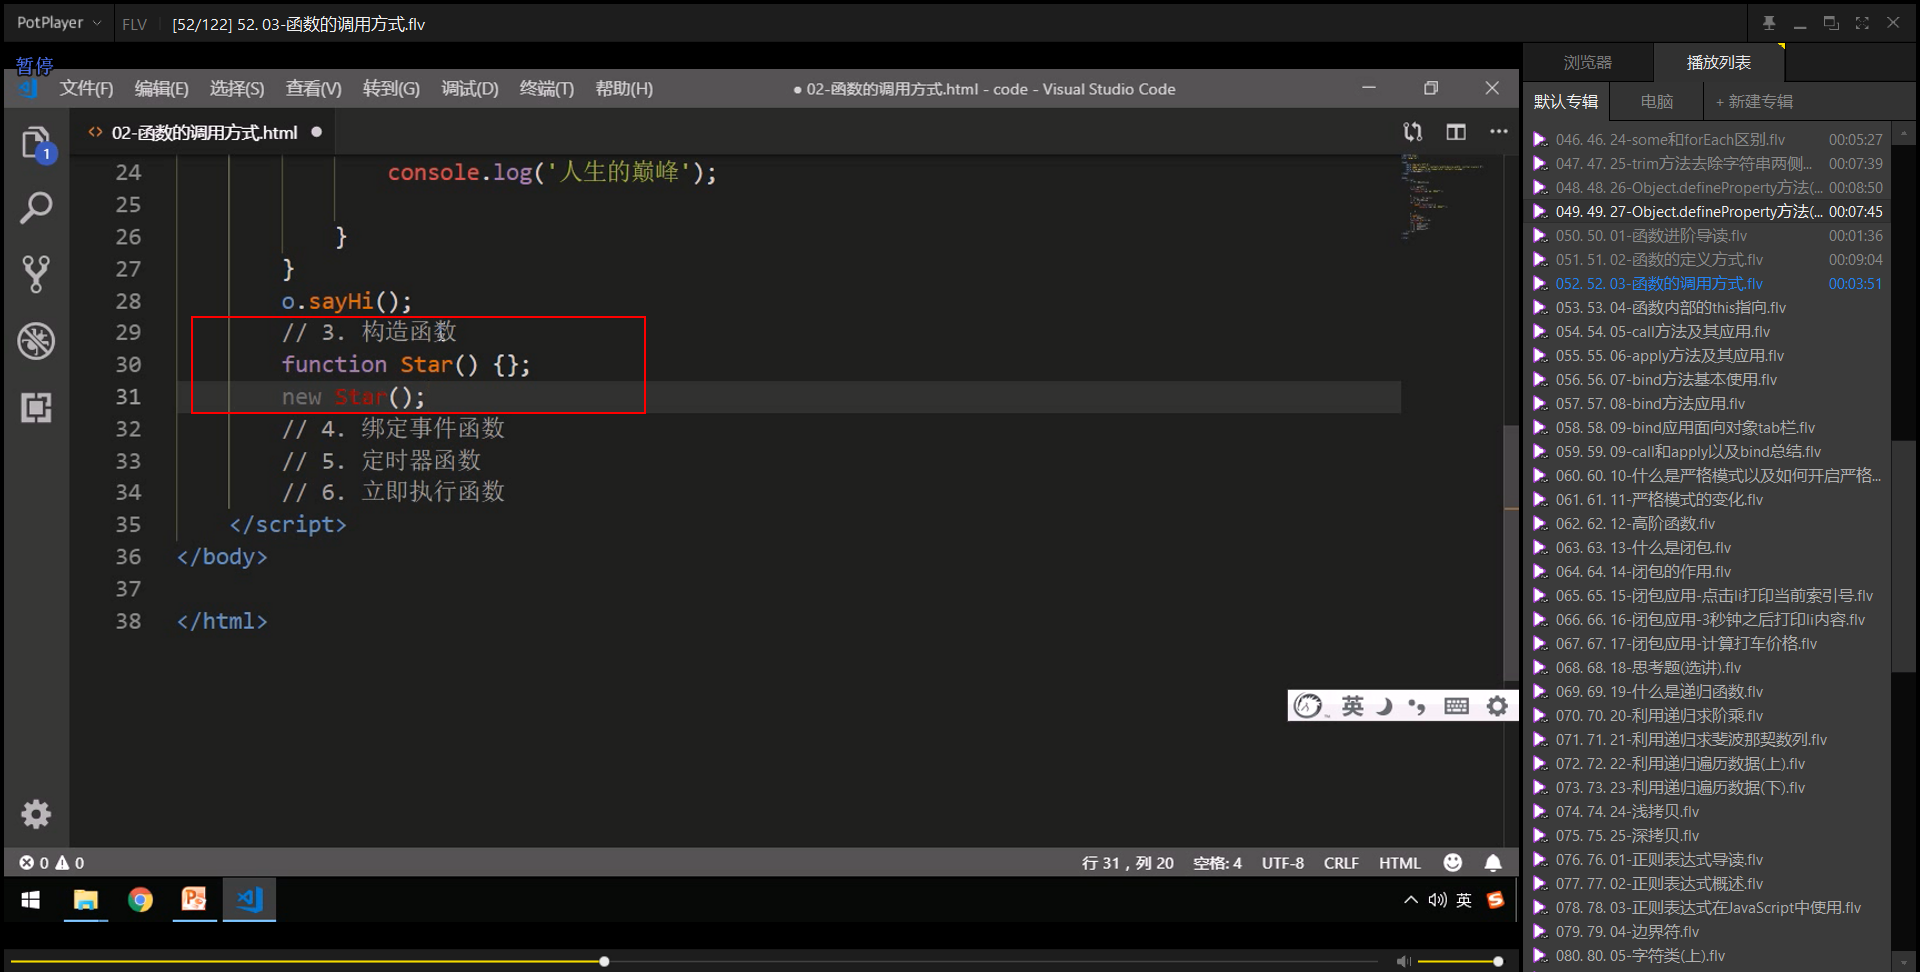 PotPlayer FLV [52/122] 52. 03-函数的调用方式.flv
暂停
文件(F) 编辑(E) 选择(S) 查看(V) 转到(G) 调试(D) 终端(T) 帮助(H) ● 02-函数的调用方式.html - code - Visual Studio Code
<> 02-函数的调用方式.html ●
1
24 console.log('人生的巅峰');
25
26 }
27 }
28 o.sayHi();
29 // 3. 构造函数
30 function Star() {};
31 new Star();
32 // 4. 绑定事件函数
33 // 5. 定时器函数
34 // 6. 立即执行函数
35 </script>
36 </body>
37
38 </html>
英
0 0 行 31，列 20 空格: 4 UTF-8 CRLF HTML
英
浏览器 播放列表
默认专辑 电脑 + 新建专辑
046. 46. 24-some和forEach区别.flv 00:05:27
047. 47. 25-trim方法去除字符串两侧... 00:07:39
048. 48. 26-Object.defineProperty方法(... 00:08:50
049. 49. 27-Object.defineProperty方法(... 00:07:45
050. 50. 01-函数进阶导读.flv 00:01:36
051. 51. 02-函数的定义方式.flv 00:09:04
052. 52. 03-函数的调用方式.flv 00:03:51
053. 53. 04-函数内部的this指向.flv
054. 54. 05-call方法及其应用.flv
055. 55. 06-apply方法及其应用.flv
056. 56. 07-bind方法基本使用.flv
057. 57. 08-bind方法应用.flv
058. 58. 09-bind应用面向对象tab栏.flv
059. 59. 09-call和apply以及bind总结.flv
060. 60. 10-什么是严格模式以及如何开启严格...
061. 61. 11-严格模式的变化.flv
062. 62. 12-高阶函数.flv
063. 63. 13-什么是闭包.flv
064. 64. 14-闭包的作用.flv
065. 65. 15-闭包应用-点击li打印当前索引号.flv
066. 66. 16-闭包应用-3秒钟之后打印li内容.flv
067. 67. 17-闭包应用-计算打车价格.flv
068. 68. 18-思考题(选讲).flv
069. 69. 19-什么是递归函数.flv
070. 70. 20-利用递归求阶乘.flv
071. 71. 21-利用递归求斐波那契数列.flv
072. 72. 22-利用递归遍历数据(上).flv
073. 73. 23-利用递归遍历数据(下).flv
074. 74. 24-浅拷贝.flv
075. 75. 25-深拷贝.flv
076. 76. 01-正则表达式导读.flv
077. 77. 02-正则表达式概述.flv
078. 78. 03-正则表达式在JavaScript中使用.flv
079. 79. 04-边界符.flv
080. 80. 05-字符类(上).flv